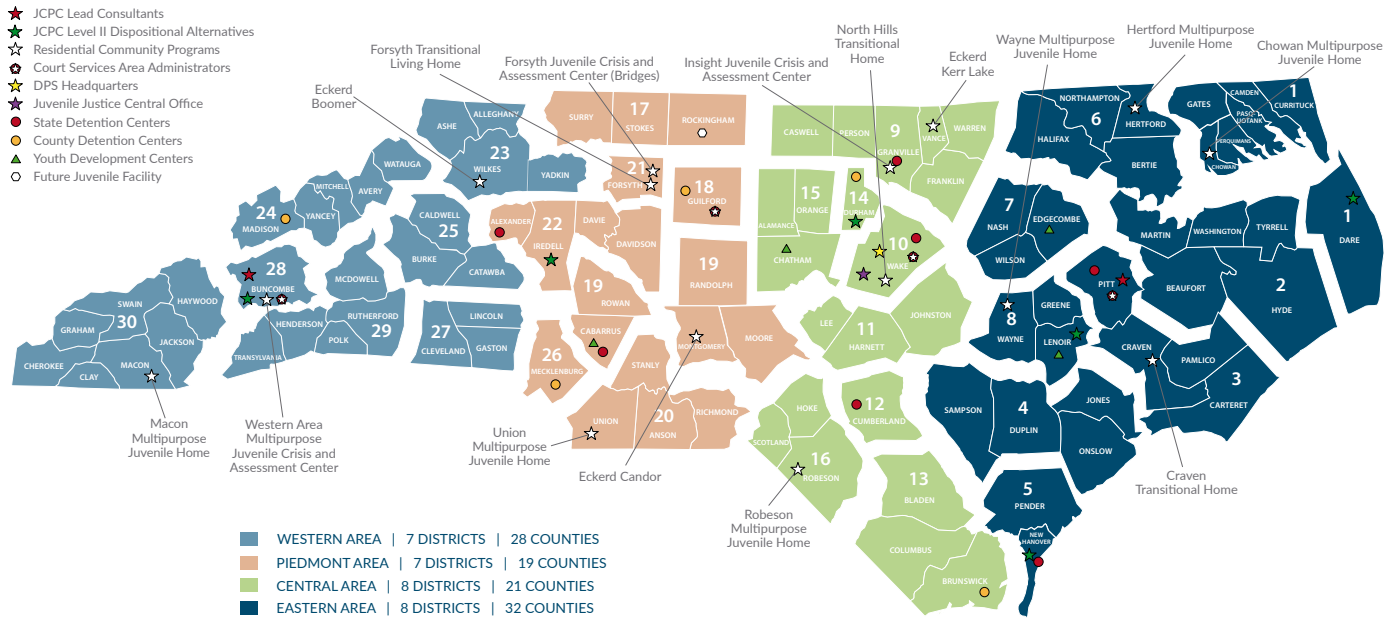 JCPC Lead Consultants
JCPC Level II Dispositional Alternatives
Residential Community Programs
Court Services Area Administrators
DPS Headquarters
Juvenile Justice Central Office
State Detention Centers
County Detention Centers
Youth Development Centers
Future Juvenile Facility
Eckerd
Boomer
Forsyth Transitional
Living Home
Forsyth Juvenile Crisis and
Assessment Center (Bridges)
Insight Juvenile Crisis and
Assessment Center
North Hills
Transitional
Home
Eckerd
Kerr Lake
Wayne Multipurpose
Juvenile Home
Hertford Multipurpose
Juvenile Home
Chowan Multipurpose
Juvenile Home
ASHE
ALLEGHANY
23
WILKES
WATAUGA
YADKIN
MITCHELL
AVERY
YANCEY
24
MADISON
CALDWELL
25
BURKE
CATAWBA
28
BUNCOMBE
MCDOWELL
HAYWOOD
SWAIN
30
GRAHAM
JACKSON
CHEROKEE
CLAY
MACON
HENDERSON
TRANSYLVANIA
RUTHERFORD
29
POLK
27
CLEVELAND
LINCOLN
GASTON
SURRY
17
STOKES
ROCKINGHAM
21
FORSYTH
18
GUILFORD
ALEXANDER
22
IREDELL
DAVIE
DAVIDSON
19
ROWAN
19
RANDOLPH
CABARRUS
26
MECKLENBURG
STANLY
MONTGOMERY
MOORE
UNION
20
ANSON
RICHMOND
CASWELL
PERSON
9
GRANVILLE
VANCE
WARREN
FRANKLIN
15
ORANGE
ALAMANCE
CHATHAM
14
DURHAM
10
WAKE
LEE
11
HARNETT
JOHNSTON
HOKE
SCOTLAND
16
ROBESON
12
CUMBERLAND
13
BLADEN
COLUMBUS
BRUNSWICK
NORTHAMPTON
6
HALIFAX
HERTFORD
BERTIE
GATES
CAMDEN
1
CURRITUCK
PASQ-
UOTANK
PERQUIMANS
CHOWAN
7
NASH
EDGECOMBE
WILSON
MARTIN
WASHINGTON
TYRRELL
1
DARE
PITT
BEAUFORT
2
HYDE
8
WAYNE
GREENE
LENOIR
CRAVEN
PAMLICO
3
CARTERET
SAMPSON
4
DUPLIN
JONES
ONSLOW
5
PENDER
NEW
HANOVER
Macon
Multipurpose
Juvenile Home
Western Area
Multipurpose
Juvenile Crisis and
Assessment Center
Union
Multipurpose
Juvenile Home
Eckerd Candor
Robeson
Multipurpose
Juvenile Home
Craven
Transitional Home
WESTERN AREA | 7 DISTRICTS | 28 COUNTIES
PIEDMONT AREA | 7 DISTRICTS | 19 COUNTIES
CENTRAL AREA | 8 DISTRICTS | 21 COUNTIES
EASTERN AREA | 8 DISTRICTS | 32 COUNTIES